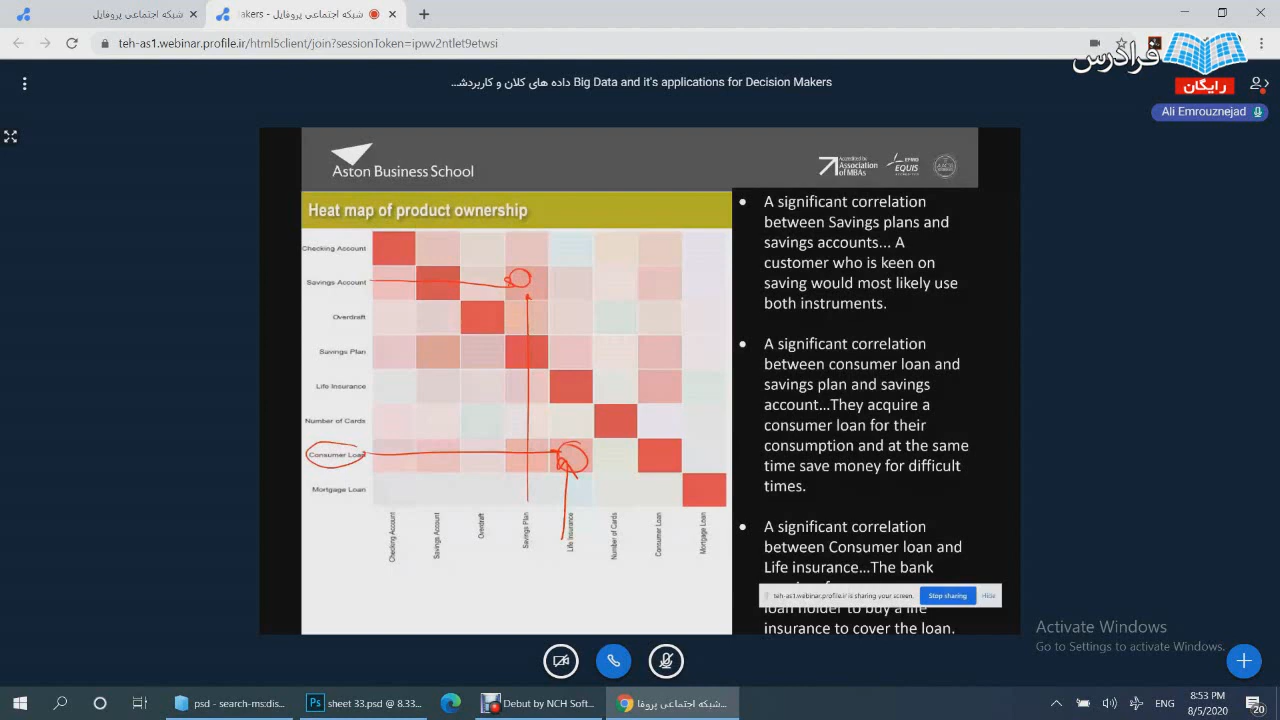 شبکه اجتماعی پروفایل
akers - شبکه اجتماعی پروفایل
teh-as1.webinar.profile.ir/html5client/join?sessionToken=ipwv2ntlet9etwsi
فرادرس
رایگان
داده های کلان و کاربردش... Big Data and it's applications for Decision Makers
Ali Emrouznejad
Aston Business School
Accredited by
Association
of MBAs
EFMD
EQUIS
Heat map of product ownership
Checking Account
Savings Account
Overdraft
Savings Plan
Life Insurance
Number of Cards
Consumer Loan
Mortgage Loan
Checking Account
Savings Account
Overdraft
Savings Plan
Life Insurance
Number of Cards
Consumer Loan
Mortgage Loan
A significant correlation
between Savings plans and
savings accounts... A
customer who is keen on
saving would most likely use
both instruments.
A significant correlation
between consumer loan and
savings plan and savings
account...They acquire a
consumer loan for their
consumption and at the same
time save money for difficult
times.
A significant correlation
between Consumer loan and
Life insurance...The bank
teh-as1.webinar.profile.ir is sharing your screen.
Stop sharing
Hide
loan holder to buy a life
insurance to cover the loan.
Activate Windows
Go to Settings to activate Windows.
psd - search-ms:dis...
sheet 33.psd @ 8.33...
Debut by NCH Soft...
شبکه اجتماعی پروفا...
ENG
8:53 PM
8/5/2020
20